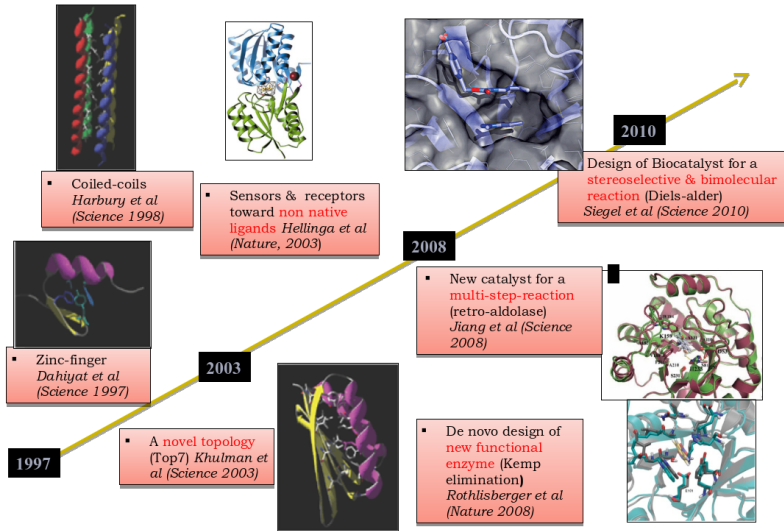 ▪ Coiled-coils
Harbury et al
(Science 1998)
▪ Sensors & receptors
toward non native
ligands Hellinga et al
(Nature, 2003)
2010
Design of Biocatalyst for a
stereoselective & bimolecular
reaction (Diels-alder)
Siegel et al (Science 2010)
2008
▪ New catalyst for a
multi-step-reaction
(retro-aldolase)
Jiang et al (Science
2008)
▪ Zinc-finger
Dahiyat et al
(Science 1997)
2003
▪ A novel topology
(Top7) Khulman et
al (Science 2003)
1997
▪ De novo design of
new functional
enzyme (Kemp
elimination)
Rothlisberger et al
(Nature 2008)